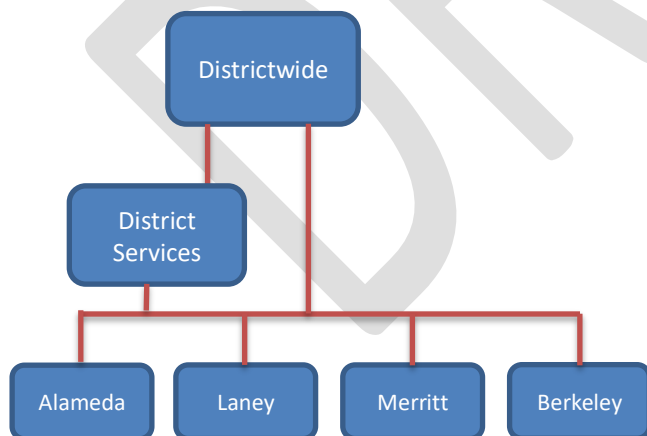 Districtwide
District
Services
Alameda
Laney
Merritt
Berkeley